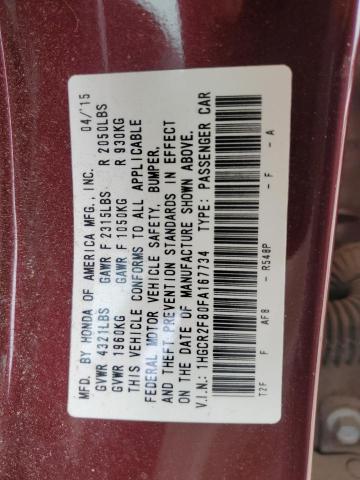 MFD. BY HONDA OF AMERICA MFG., INC. 04/15
GVWR 4321LBS GAWR F 2315LBS R 2050LBS
GVWR 1960KG GAWR F 1050KG R 930KG
THIS VEHICLE CONFORMS TO ALL APPLICABLE
FEDERAL MOTOR VEHICLE SAFETY, BUMPER,
AND THEFT PREVENTION STANDARDS IN EFFECT
ON THE DATE OF MANUFACTURE SHOWN ABOVE.
V.I.N.: 1HGCR2F80FA167734 TYPE: PASSENGER CAR
T2F F AF8 - R548P - F - A